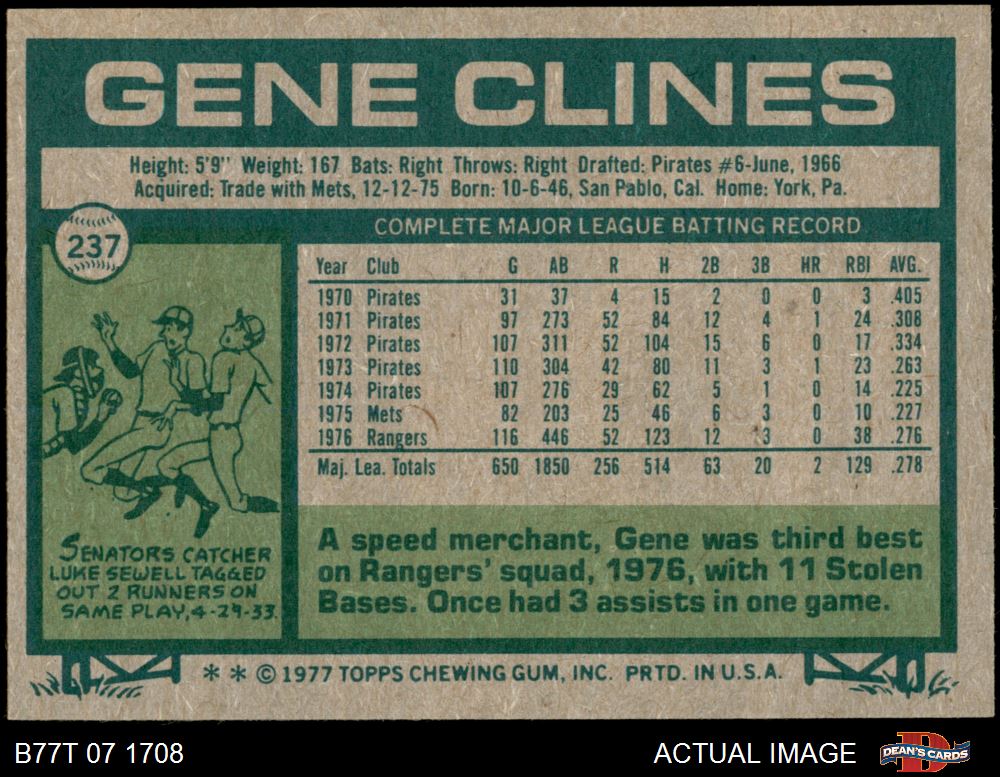 GENE CLINES
Height: 5'9" Weight: 167 Bats: Right Throws: Right Drafted: Pirates #6-June, 1966
Acquired: Trade with Mets, 12-12-75 Born: 10-6-46, San Pablo, Cal. Home: York, Pa.
237
COMPLETE MAJOR LEAGUE BATTING RECORD
Year Club G AB R H 2B 3B HR RBI AVG.
1970 Pirates 31 37 4 15 2 0 0 3 .405
1971 Pirates 97 273 52 84 12 4 1 24 .308
1972 Pirates 107 311 52 104 15 6 0 17 .334
1973 Pirates 110 304 42 80 11 3 1 23 .263
1974 Pirates 107 276 29 62 5 1 0 14 .225
1975 Mets 82 203 25 46 6 3 0 10 .227
1976 Rangers 116 446 52 123 12 3 0 38 .276
Maj. Lea. Totals 650 1850 256 514 63 20 2 129 .278
SENATORS CATCHER
LUKE SEWELL TAGGED
OUT 2 RUNNERS ON
SAME PLAY, 4-29-33.
A speed merchant, Gene was third best
on Rangers' squad, 1976, with 11 Stolen
Bases. Once had 3 assists in one game.
** © 1977 TOPPS CHEWING GUM, INC. PRTD. IN U.S.A.
B77T 07 1708
ACTUAL IMAGE
DEAN'S CARDS